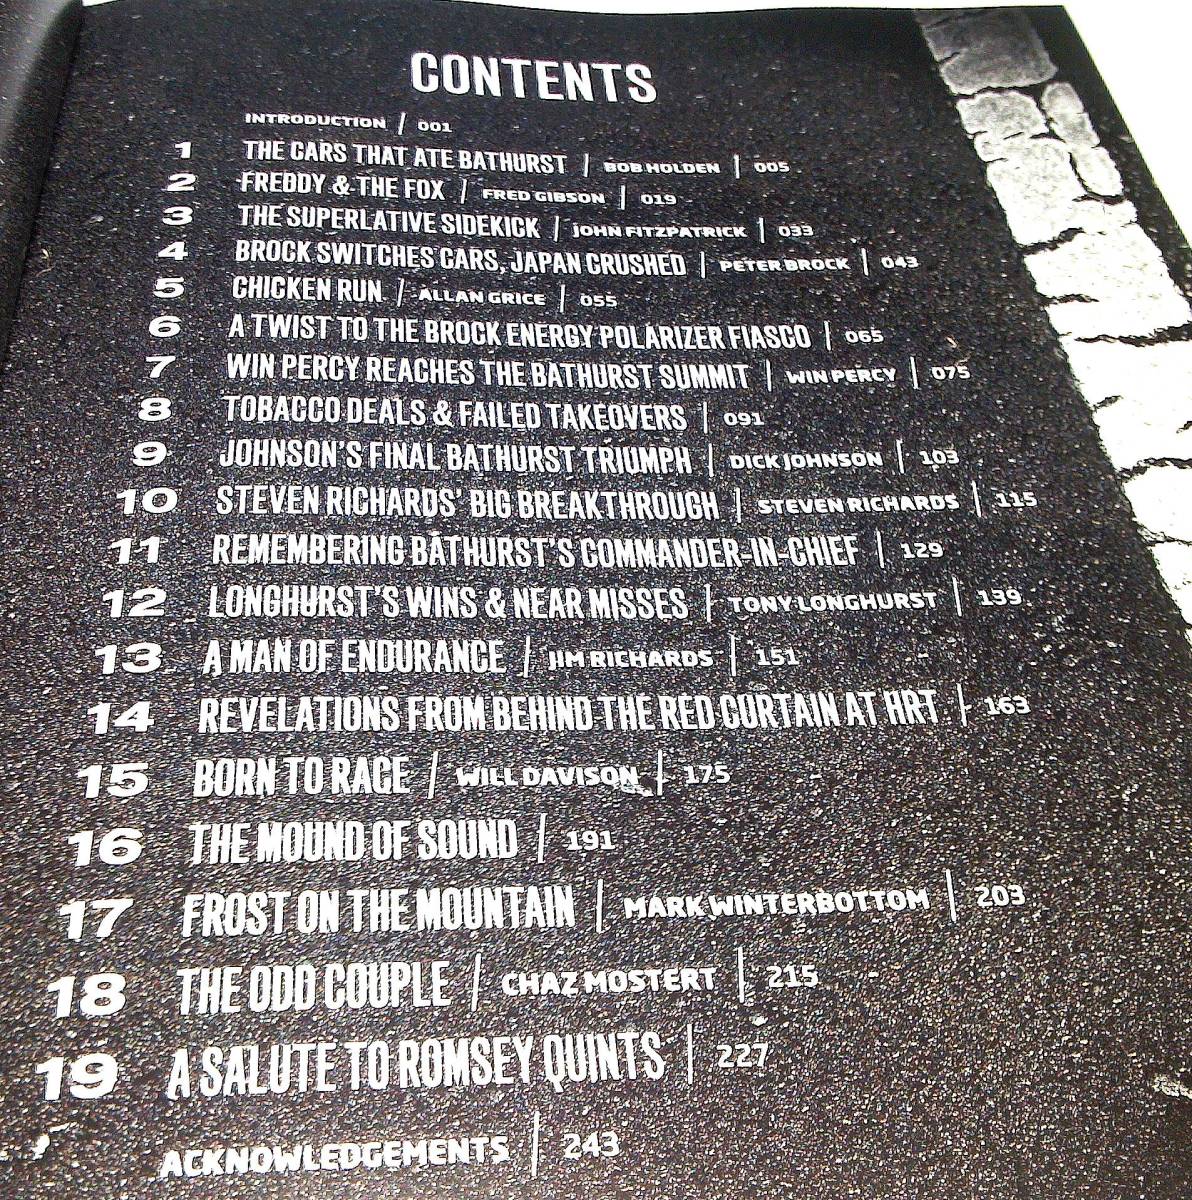 CONTENTS
INTRODUCTION | 001
1 THE CARS THAT ATE BATHURST | BOB HOLDEN | 005
2 FREDDY & THE FOX | FRED GIBSON | 019
3 THE SUPERLATIVE SIDEKICK | JOHN FITZPATRICK | 033
4 BROCK SWITCHES CARS, JAPAN CRUSHED | PETER BROCK | 043
5 CHICKEN RUN | ALLAN GRICE | 055
6 A TWIST TO THE BROCK ENERGY POLARIZER FIASCO | 065
7 WIN PERCY REACHES THE BATHURST SUMMIT | WIN PERCY | 075
8 TOBACCO DEALS & FAILED TAKEOVERS | 091
9 JOHNSON'S FINAL BATHURST TRIUMPH | DICK JOHNSON | 103
10 STEVEN RICHARDS' BIG BREAKTHROUGH | STEVEN RICHARDS | 115
11 REMEMBERING BATHURST'S COMMANDER-IN-CHIEF | 129
12 LONGHURST'S WINS & NEAR MISSES | TONY LONGHURST | 139
13 A MAN OF ENDURANCE | JIM RICHARDS | 151
14 REVELATIONS FROM BEHIND THE RED CURTAIN AT HRT | 163
15 BORN TO RACE | WILL DAVISON | 175
16 THE MOUND OF SOUND | 191
17 FROST ON THE MOUNTAIN | MARK WINTERBOTTOM | 203
18 THE ODD COUPLE | CHAZ MOSTERT | 215
19 A SALUTE TO ROMSEY QUINTS | 227
ACKNOWLEDGEMENTS | 243